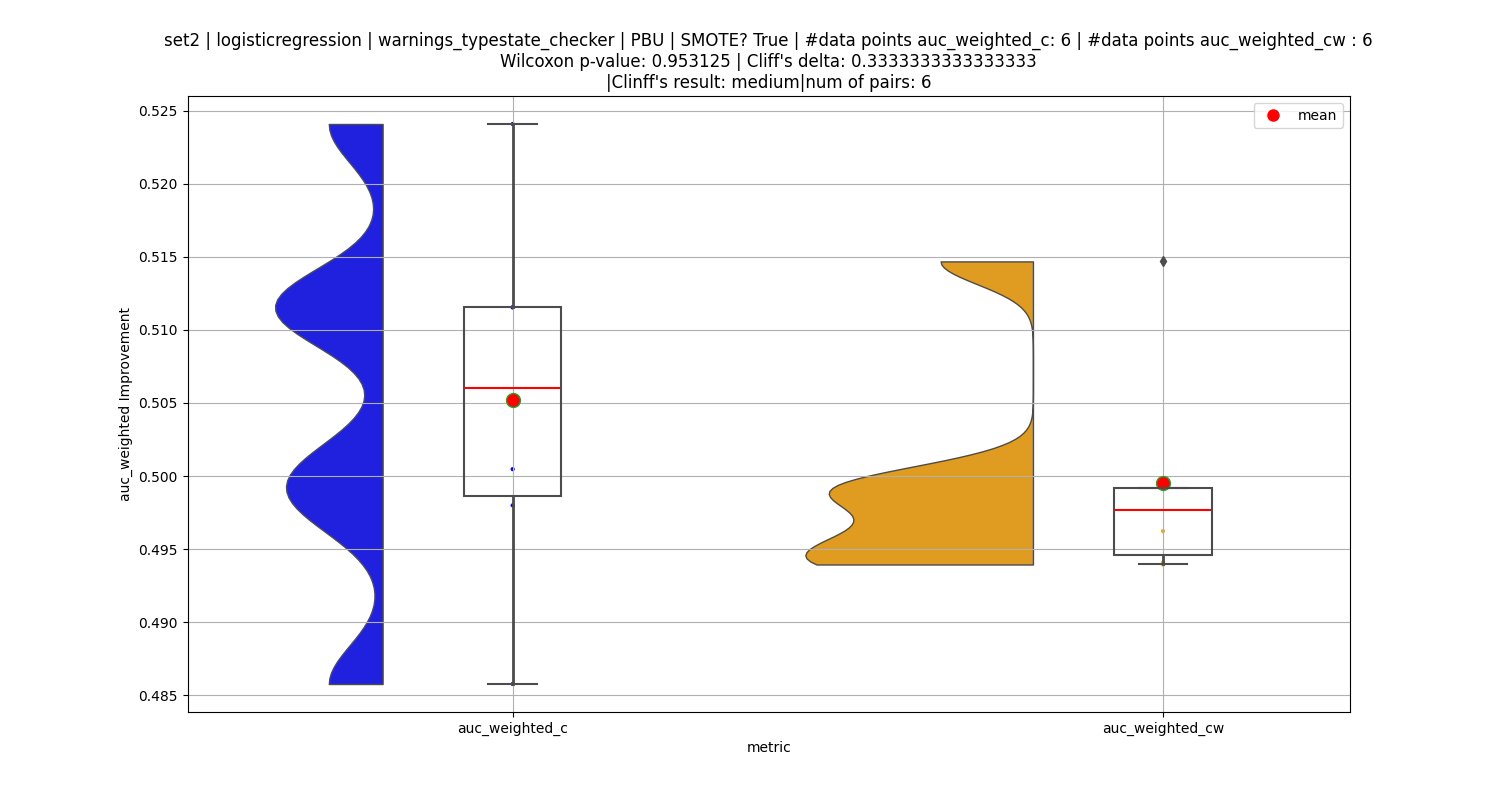 set2 | logisticregression | warnings_typestate_checker | PBU | SMOTE? True | #data points auc_weighted_c: 6 | #data points auc_weighted_cw : 6
Wilcoxon p-value: 0.953125 | Cliff's delta: 0.3333333333333333
|Clinff's result: medium|num of pairs: 6
mean
0.525
0.520
0.515
0.510
0.505
0.500
0.495
0.490
0.485
auc_weighted Improvement
auc_weighted_c
auc_weighted_cw
metric